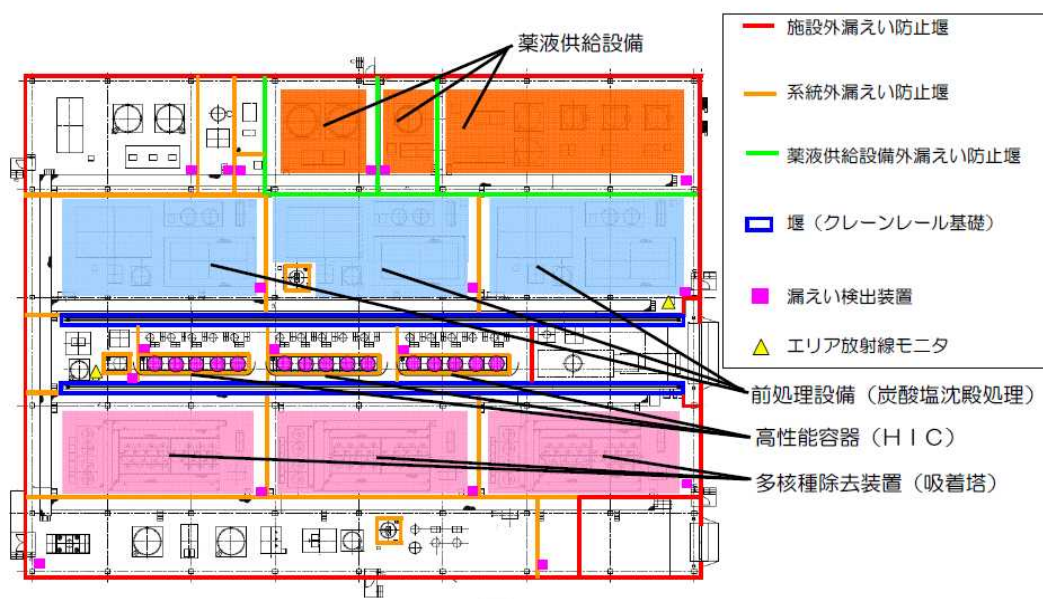 薬液供給設備
施設外漏えい防止堰
系統外漏えい防止堰
薬液供給設備外漏えい防止堰
堰（クレーンレール基礎）
漏えい検出装置
エリア放射線モニタ
前処理設備（炭酸塩沈殿処理）
高性能容器（ＨＩＣ）
多核種除去装置（吸着塔）